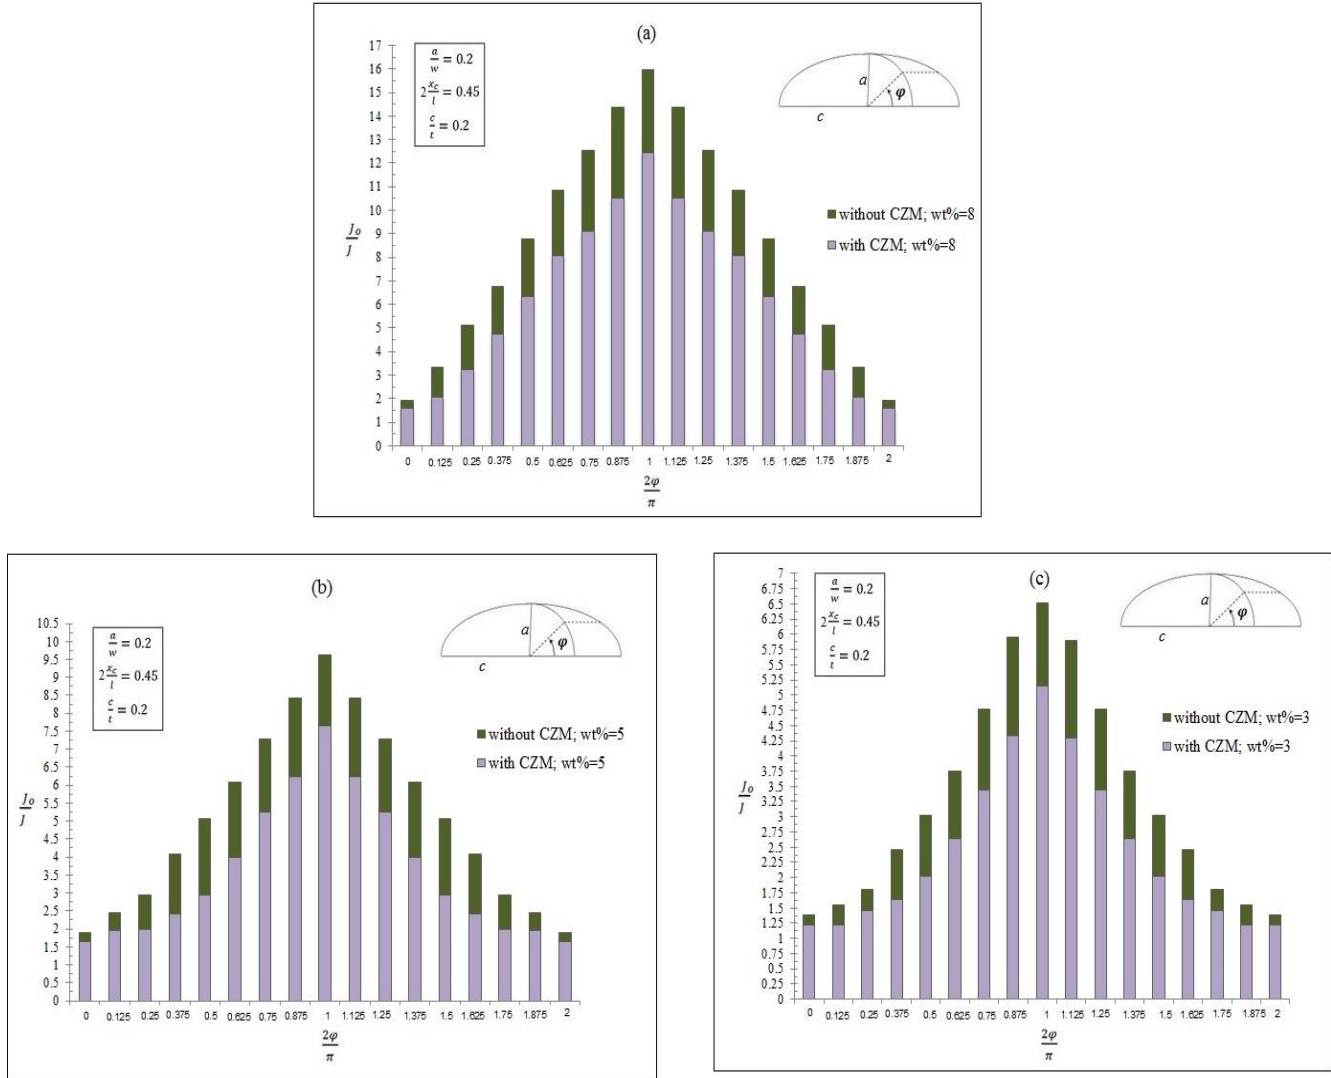 (a)
a/w = 0.2
2 x_c/l = 0.45
c/t = 0.2
a
φ
c
17
16
15
14
13
12
11
10
9
8
7
6
5
4
3
2
1
0
J_o/J
without CZM; wt%=8
with CZM; wt%=8
0 0.125 0.25 0.375 0.5 0.625 0.75 0.875 1 1.125 1.25 1.375 1.5 1.625 1.75 1.875 2
2φ/π
(b)
a/w = 0.2
2 x_c/l = 0.45
c/t = 0.2
a
φ
c
10.5
10
9.5
9
8.5
8
7.5
7
6.5
6
5.5
5
4.5
4
3.5
3
2.5
2
1.5
1
0.5
0
J_o/J
without CZM; wt%=5
with CZM; wt%=5
0 0.125 0.25 0.375 0.5 0.625 0.75 0.875 1 1.125 1.25 1.375 1.5 1.625 1.75 1.875 2
2φ/π
(c)
a/w = 0.2
2 x_c/l = 0.45
c/t = 0.2
a
φ
c
7
6.75
6.5
6.25
6
5.75
5.5
5.25
5
4.75
4.5
4.25
4
3.75
3.5
3.25
3
2.75
2.5
2.25
2
1.75
1.5
1.25
1
0.75
0.5
0.25
0
J_o/J
without CZM; wt%=3
with CZM; wt%=3
0 0.125 0.25 0.375 0.5 0.625 0.75 0.875 1 1.125 1.25 1.375 1.5 1.625 1.75 1.875 2
2φ/π